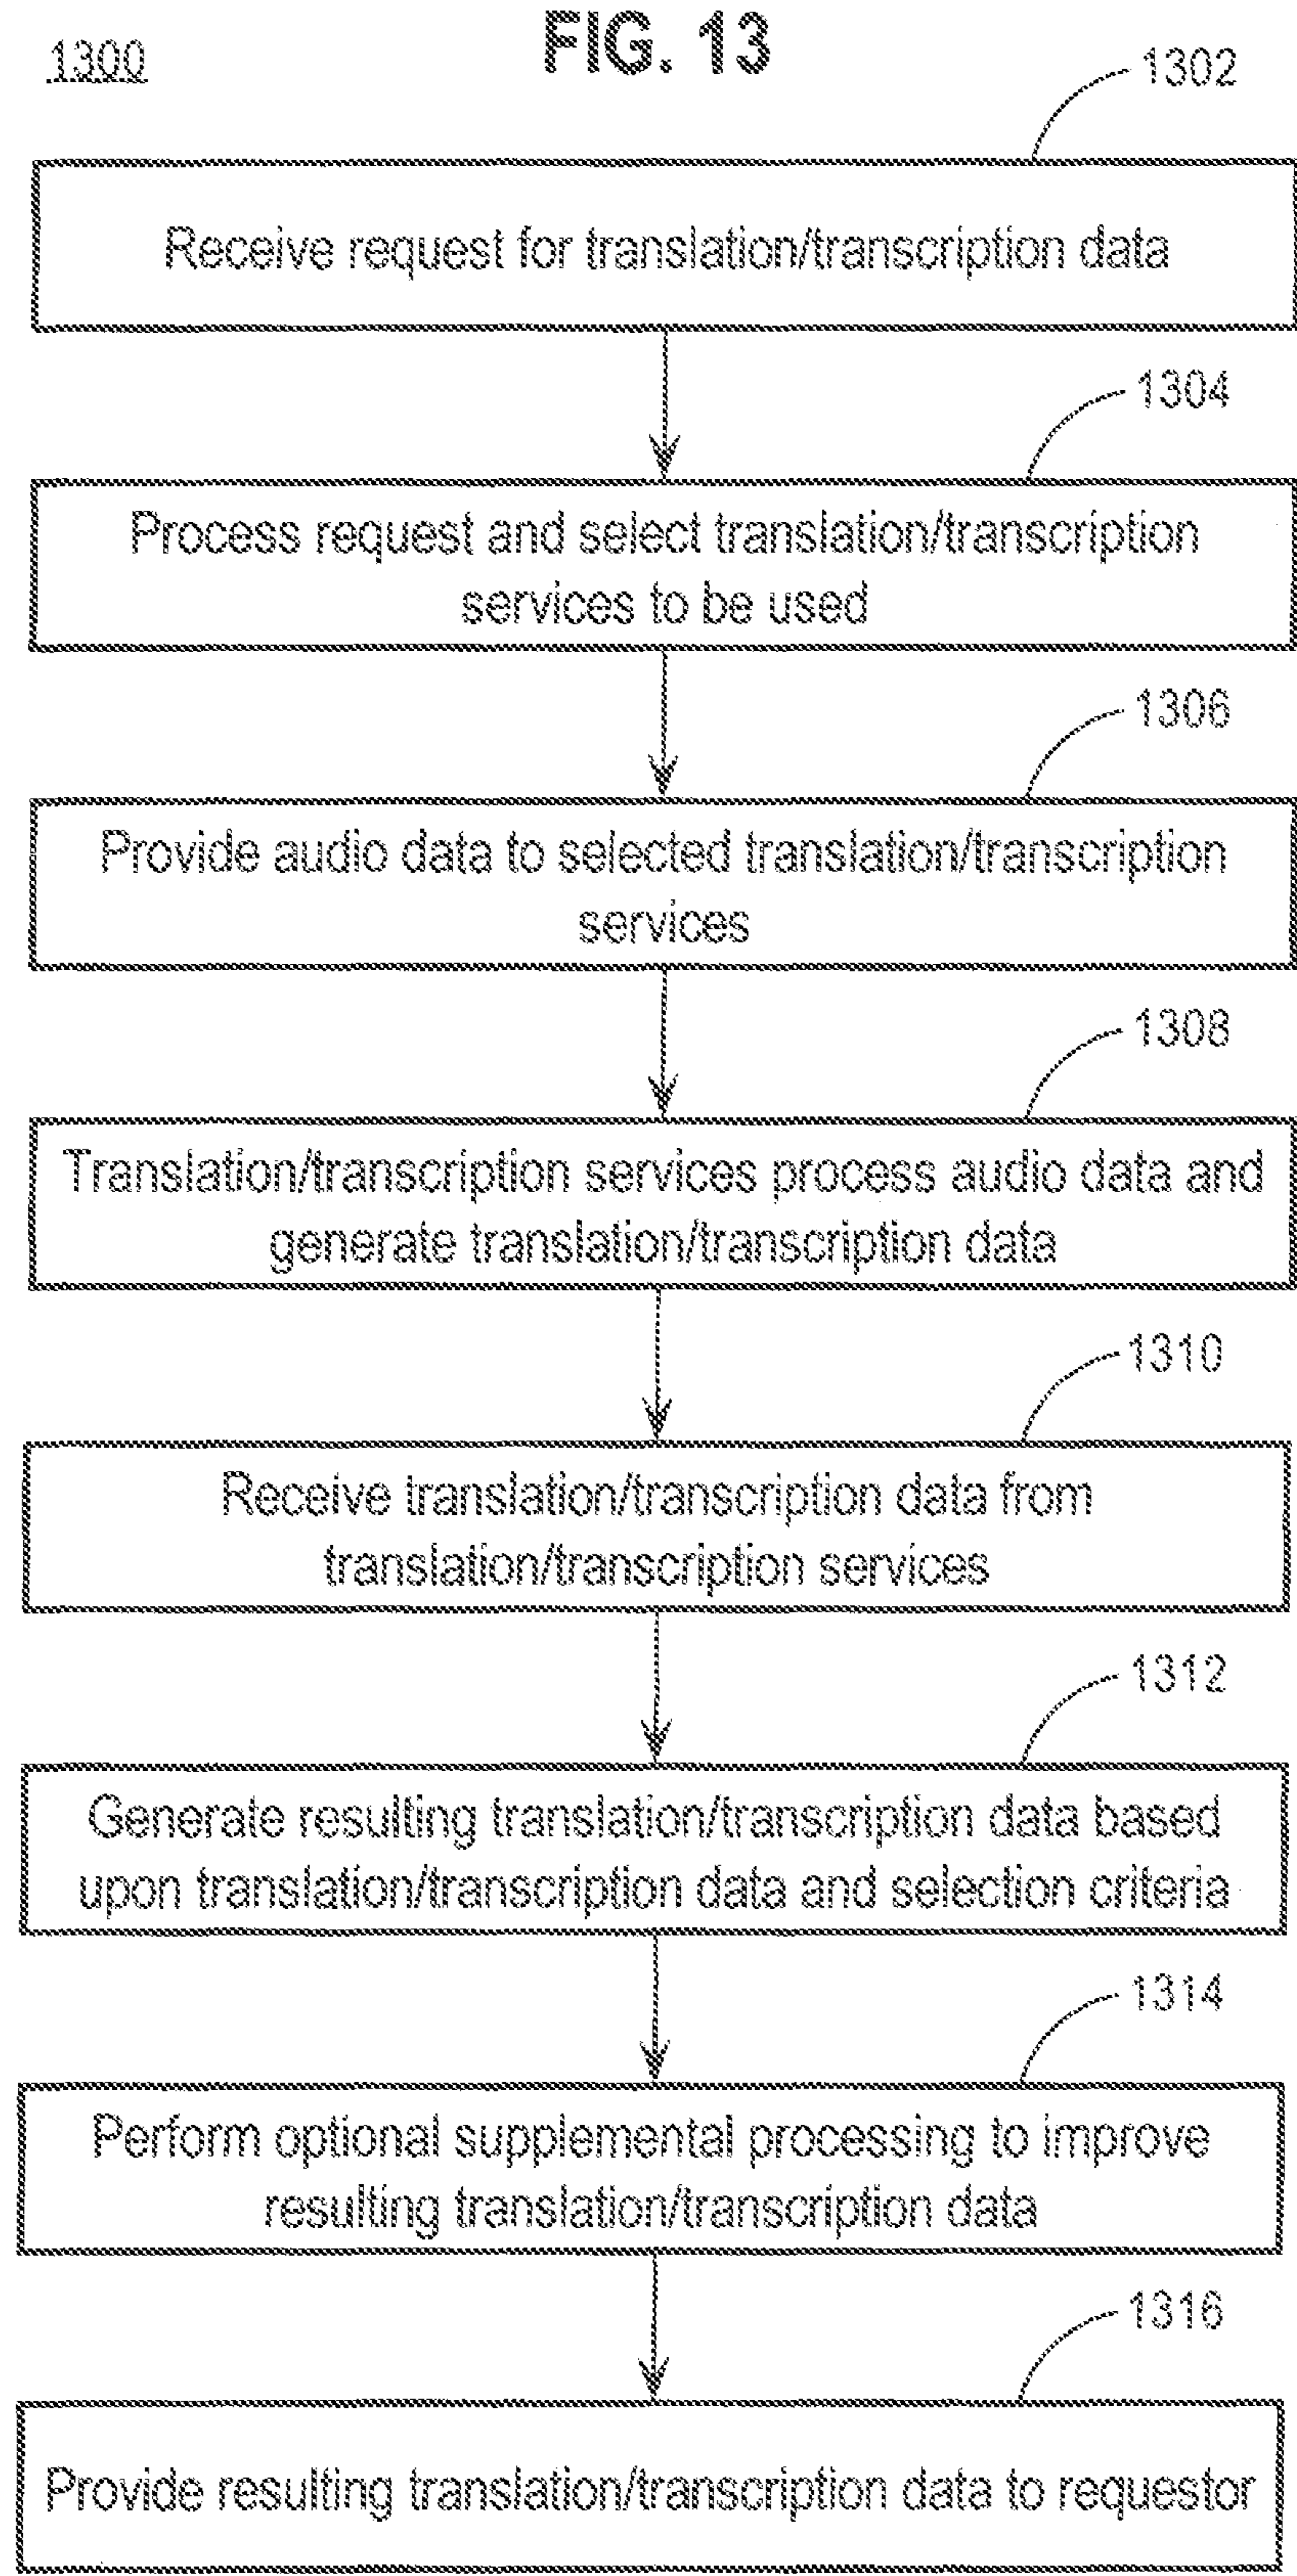 FIG. 13
1300
1302
Receive request for translation/transcription data
1304
Process request and select translation/transcription
services to be used
1306
Provide audio data to selected translation/transcription
services
1308
Translation/transcription services process audio data and
generate translation/transcription data
1310
Receive translation/transcription data from
translation/transcription services
1312
Generate resulting translation/transcription data based
upon translation/transcription data and selection criteria
1314
Perform optional supplemental processing to improve
resulting translation/transcription data
1316
Provide resulting translation/transcription data to requestor